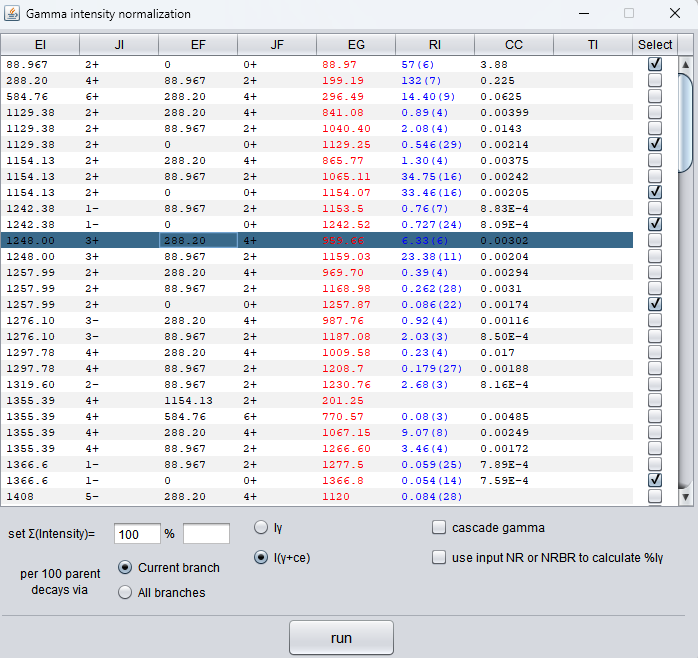 Gamma intensity normalization
EI JI EF JF EG RI CC TI Select
88.967 2+ 0 0+ 88.97 57(6) 3.88
288.20 4+ 88.967 2+ 199.19 132(7) 0.225
584.76 6+ 288.20 4+ 296.49 14.40(9) 0.0625
1129.38 2+ 288.20 4+ 841.08 0.89(4) 0.00399
1129.38 2+ 88.967 2+ 1040.40 2.08(4) 0.0143
1129.38 2+ 0 0+ 1129.25 0.546(29) 0.00214
1154.13 2+ 288.20 4+ 865.77 1.30(4) 0.00375
1154.13 2+ 88.967 2+ 1065.11 34.75(16) 0.00242
1154.13 2+ 0 0+ 1154.07 33.46(16) 0.00205
1242.38 1- 88.967 2+ 1153.5 0.76(7) 8.83E-4
1242.38 1- 0 0+ 1242.52 0.727(24) 8.09E-4
1248.00 3+ 288.20 4+ 959.66 6.33(6) 0.00302
1248.00 3+ 88.967 2+ 1159.03 23.38(11) 0.00204
1257.99 2+ 288.20 4+ 969.70 0.39(4) 0.00294
1257.99 2+ 88.967 2+ 1168.98 0.262(28) 0.0031
1257.99 2+ 0 0+ 1257.87 0.086(22) 0.00174
1276.10 3- 288.20 4+ 987.76 0.92(4) 0.00116
1276.10 3- 88.967 2+ 1187.08 2.03(3) 8.50E-4
1297.78 4+ 288.20 4+ 1009.58 0.23(4) 0.017
1297.78 4+ 88.967 2+ 1208.7 0.179(27) 0.00188
1319.60 2- 88.967 2+ 1230.76 2.68(3) 8.16E-4
1355.39 4+ 1154.13 2+ 201.25
1355.39 4+ 584.76 6+ 770.57 0.08(3) 0.00485
1355.39 4+ 288.20 4+ 1067.15 9.07(8) 0.00249
1355.39 4+ 88.967 2+ 1266.60 3.46(4) 0.00172
1366.6 1- 88.967 2+ 1277.5 0.059(25) 7.89E-4
1366.6 1- 0 0+ 1366.8 0.054(14) 7.59E-4
1408 5- 288.20 4+ 1120 0.084(28)
set Σ(Intensity)= 100 % Iγ cascade gamma
I(γ+ce) use input NR or NRBR to calculate %Iγ
per 100 parent decays via Current branch
All branches
run